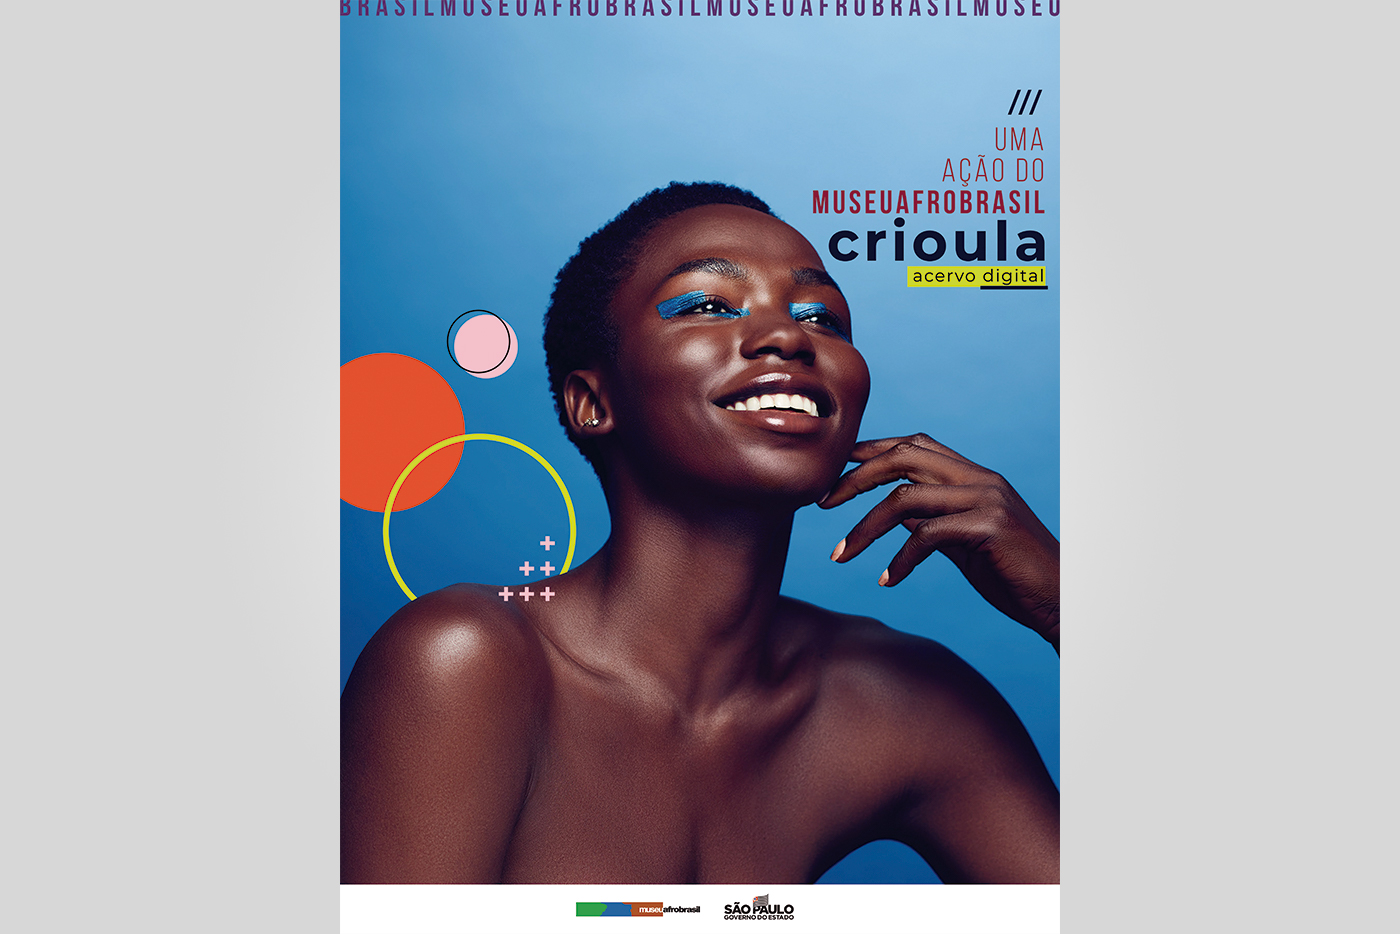 BRASILMUSEUAFROBRASILMUSEUAFROBRASILMUSEU
///
UMA
AÇÃO DO
MUSEUAFROBRASIL
crioula
acervo digital
museuafrobrasil
SÃO PAULO
GOVERNO DO ESTADO